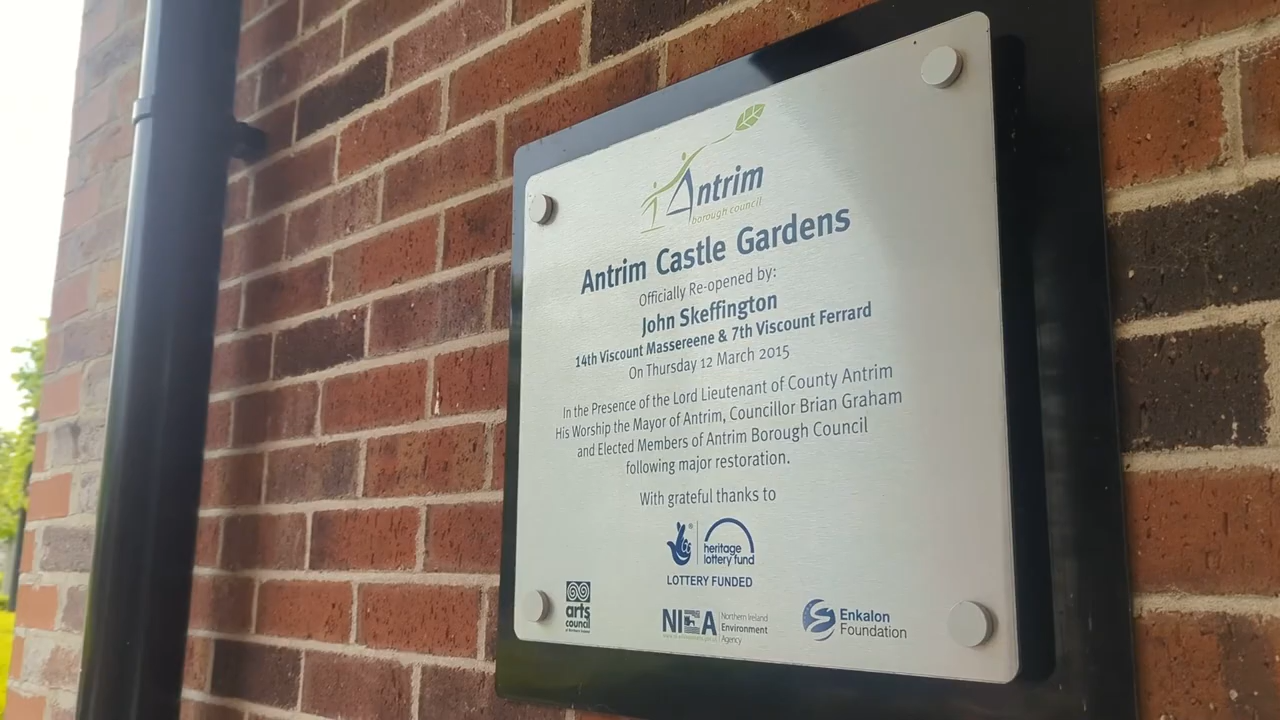 Antrim
borough council
Antrim Castle Gardens
Officially Re-opened by:
John Skeffington
14th Viscount Massereene & 7th Viscount Ferrard
On Thursday 12 March 2015
In the Presence of the Lord Lieutenant of County Antrim
His Worship the Mayor of Antrim, Councillor Brian Graham
and Elected Members of Antrim Borough Council
following major restoration.
With grateful thanks to
heritage
lottery fund
LOTTERY FUNDED
arts
council
NIEA
Northern Ireland
Environment
Agency
Enkalon
Foundation